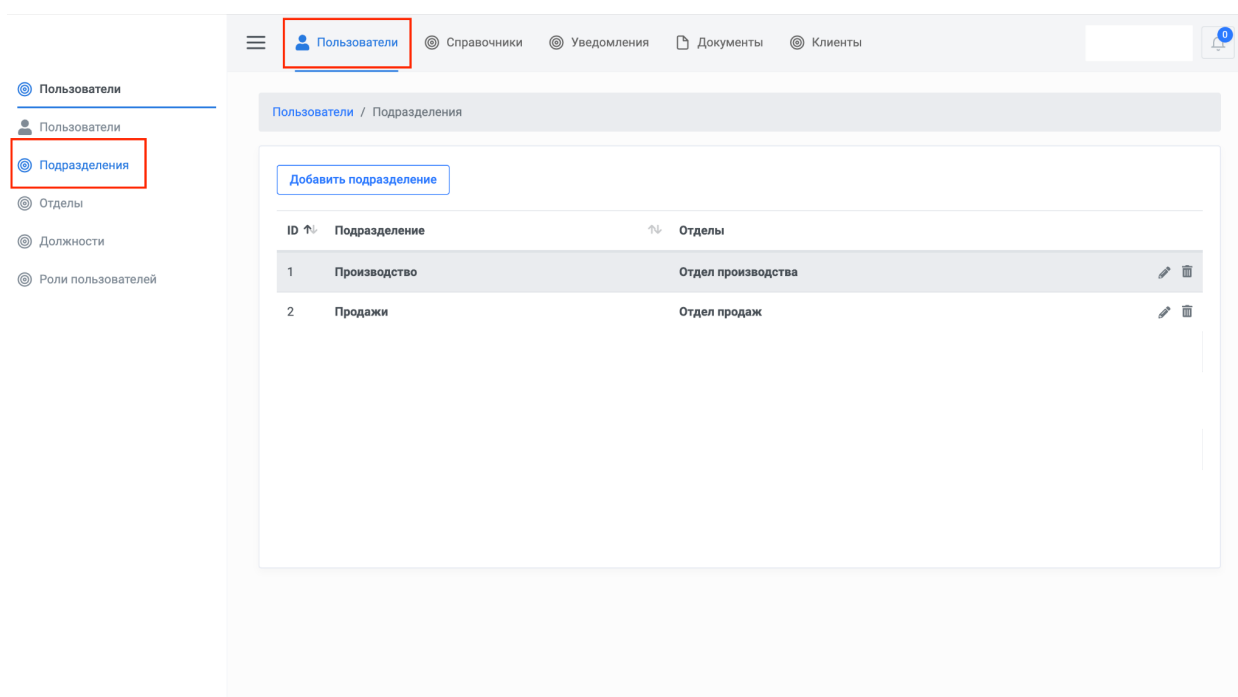 Пользователи Справочники Уведомления Документы Клиенты 0
Пользователи
Пользователи
Подразделения
Отделы
Должности
Роли пользователей
Пользователи / Подразделения
Добавить подразделение
ID Подразделение Отделы
1 Производство Отдел производства
2 Продажи Отдел продаж